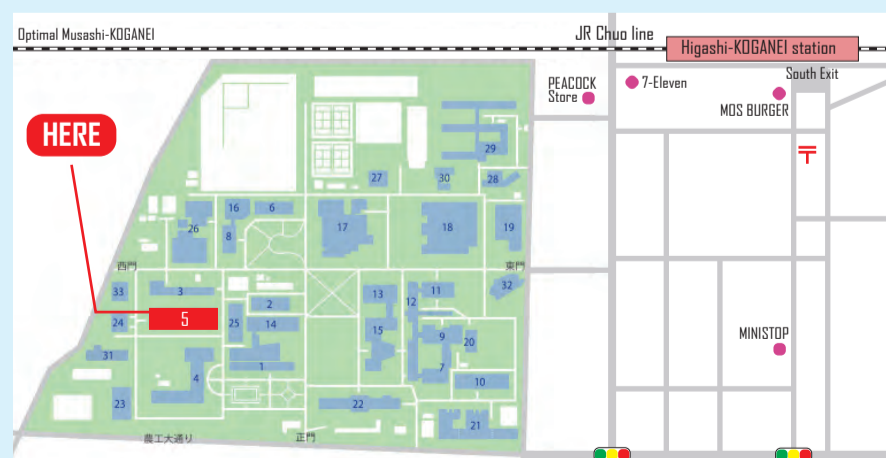 Optimal Musashi-KOGANEI
JR Chuo line
Higashi-KOGANEI station
South Exit
PEACOCK
Store
7-Eleven
MOS BURGER
〒
HERE
29
27
30
28
16
6
26
8
17
18
19
西門
東門
33
3
13
11
32
2
12
24
5
25
14
15
9
20
31
1
7
4
10
MINISTOP
23
22
21
農工大通り
正門